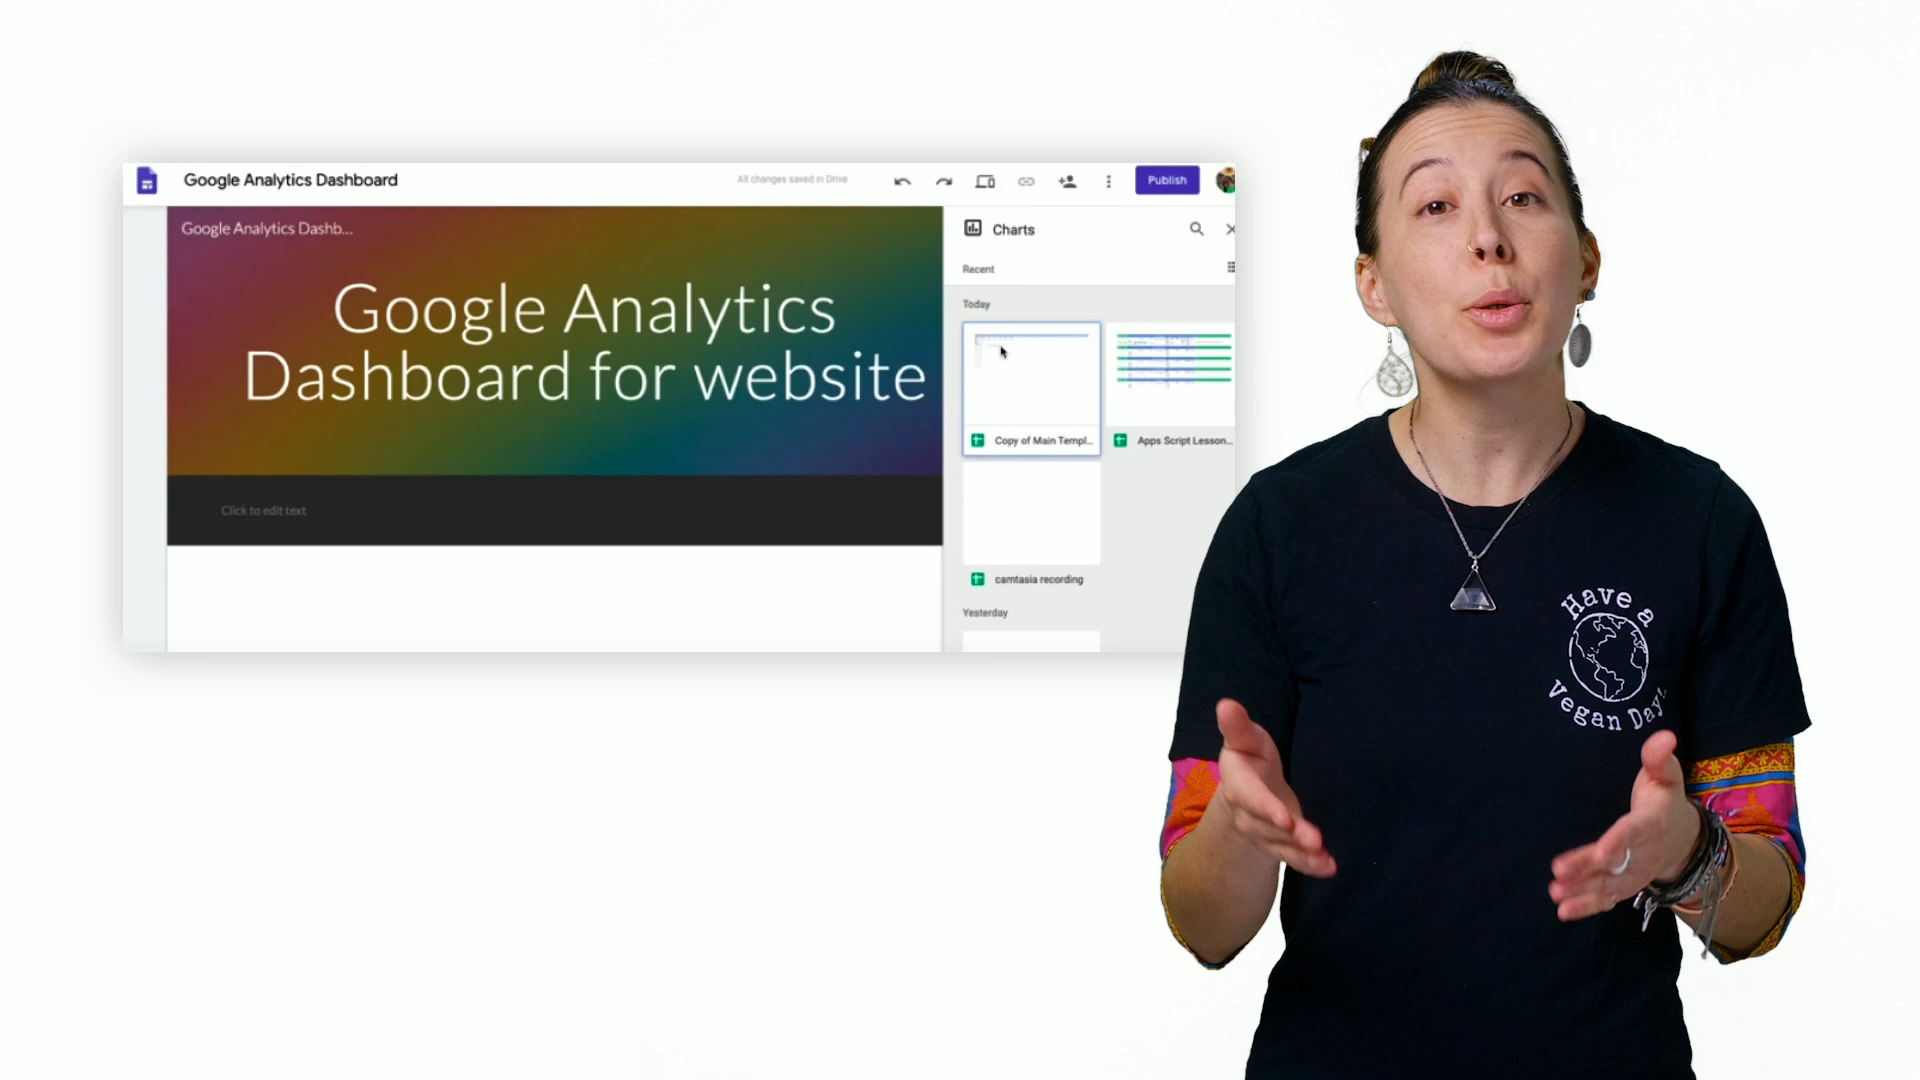 Google Analytics Dashboard
All changes saved in Drive
Publish
Google Analytics Dashb...
Google Analytics
Dashboard for website
Click to edit text
Charts
Recent
Today
Copy of Main Templ...
Apps Script Lesson...
camtasia recording
Yesterday
Have a
Vegan Day!